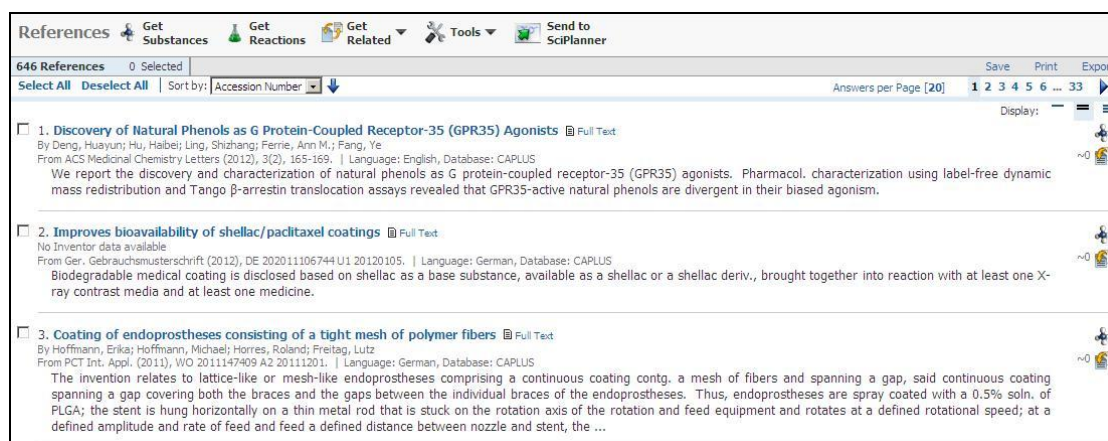 References Get Substances Get Reactions Get Related Tools Send to SciPlanner
646 References 0 Selected Save Print Expor
Select All Deselect All Sort by: Accession Number Answers per Page [20] 1 2 3 4 5 6 ... 33
Display:
1. Discovery of Natural Phenols as G Protein-Coupled Receptor-35 (GPR35) Agonists Full Text
By Deng, Huayun; Hu, Haibei; Ling, Shizhang; Ferrie, Ann M.; Fang, Ye
From ACS Medicinal Chemistry Letters (2012), 3(2), 165-169. | Language: English, Database: CAPLUS
~0
We report the discovery and characterization of natural phenols as G protein-coupled receptor-35 (GPR35) agonists. Pharmacol. characterization using label-free dynamic
mass redistribution and Tango β-arrestin translocation assays revealed that GPR35-active natural phenols are divergent in their biased agonism.
2. Improves bioavailability of shellac/paclitaxel coatings Full Text
No Inventor data available
From Ger. Gebrauchsmusterschrift (2012), DE 202011106744 U1 20120105. | Language: German, Database: CAPLUS
~0
Biodegradable medical coating is disclosed based on shellac as a base substance, available as a shellac or a shellac deriv., brought together into reaction with at least one X-
ray contrast media and at least one medicine.
3. Coating of endoprostheses consisting of a tight mesh of polymer fibers Full Text
By Hoffmann, Erika; Hoffmann, Michael; Horres, Roland; Freitag, Lutz
From PCT Int. Appl. (2011), WO 2011147409 A2 20111201. | Language: German, Database: CAPLUS
~0
The invention relates to lattice-like or mesh-like endoprostheses comprising a continuous coating contg. a mesh of fibers and spanning a gap, said continuous coating
spanning a gap covering both the braces and the gaps between the individual braces of the endoprostheses. Thus, endoprostheses are spray coated with a 0.5% soln. of
PLGA; the stent is hung horizontally on a thin metal rod that is stuck on the rotation axis of the rotation and feed equipment and rotates at a defined rotational speed; at a
defined amplitude and rate of feed and feed a defined distance between nozzle and stent, the ...